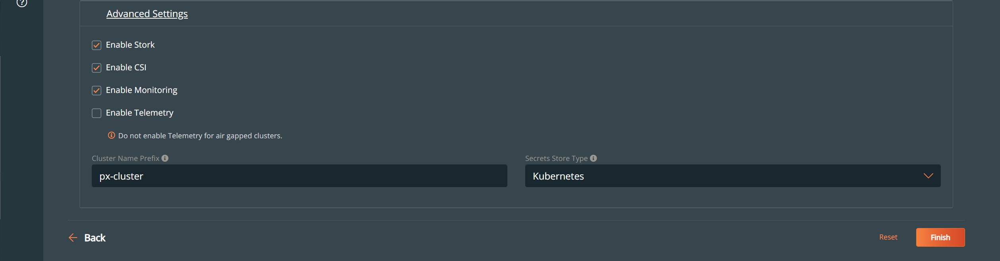 Advanced Settings
Enable Stork
Enable CSI
Enable Monitoring
Enable Telemetry
Do not enable Telemetry for air gapped clusters.
Cluster Name Prefix
Secrets Store Type
px-cluster
Kubernetes
Back
Reset
Finish